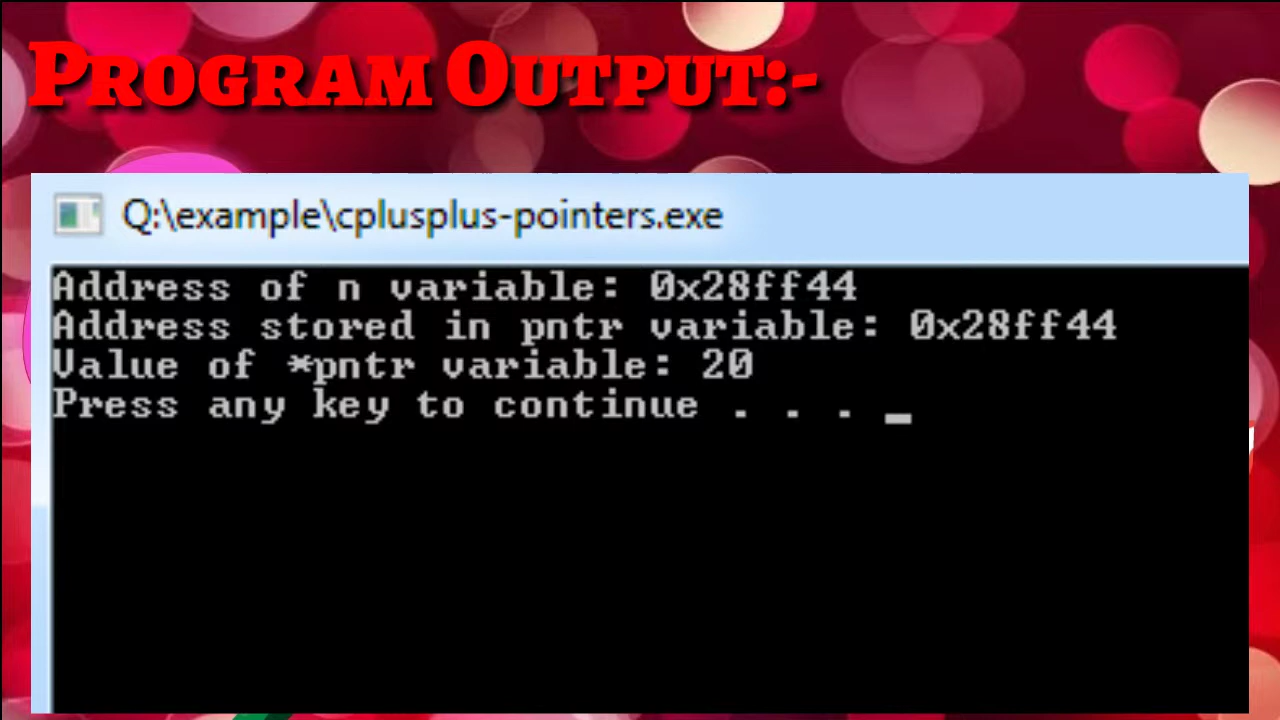 PROGRAM OUTPUT:-
Q:\example\cplusplus-pointers.exe
Address of n variable: 0x28ff44
Address stored in pntr variable: 0x28ff44
Value of *pntr variable: 20
Press any key to continue . . . _